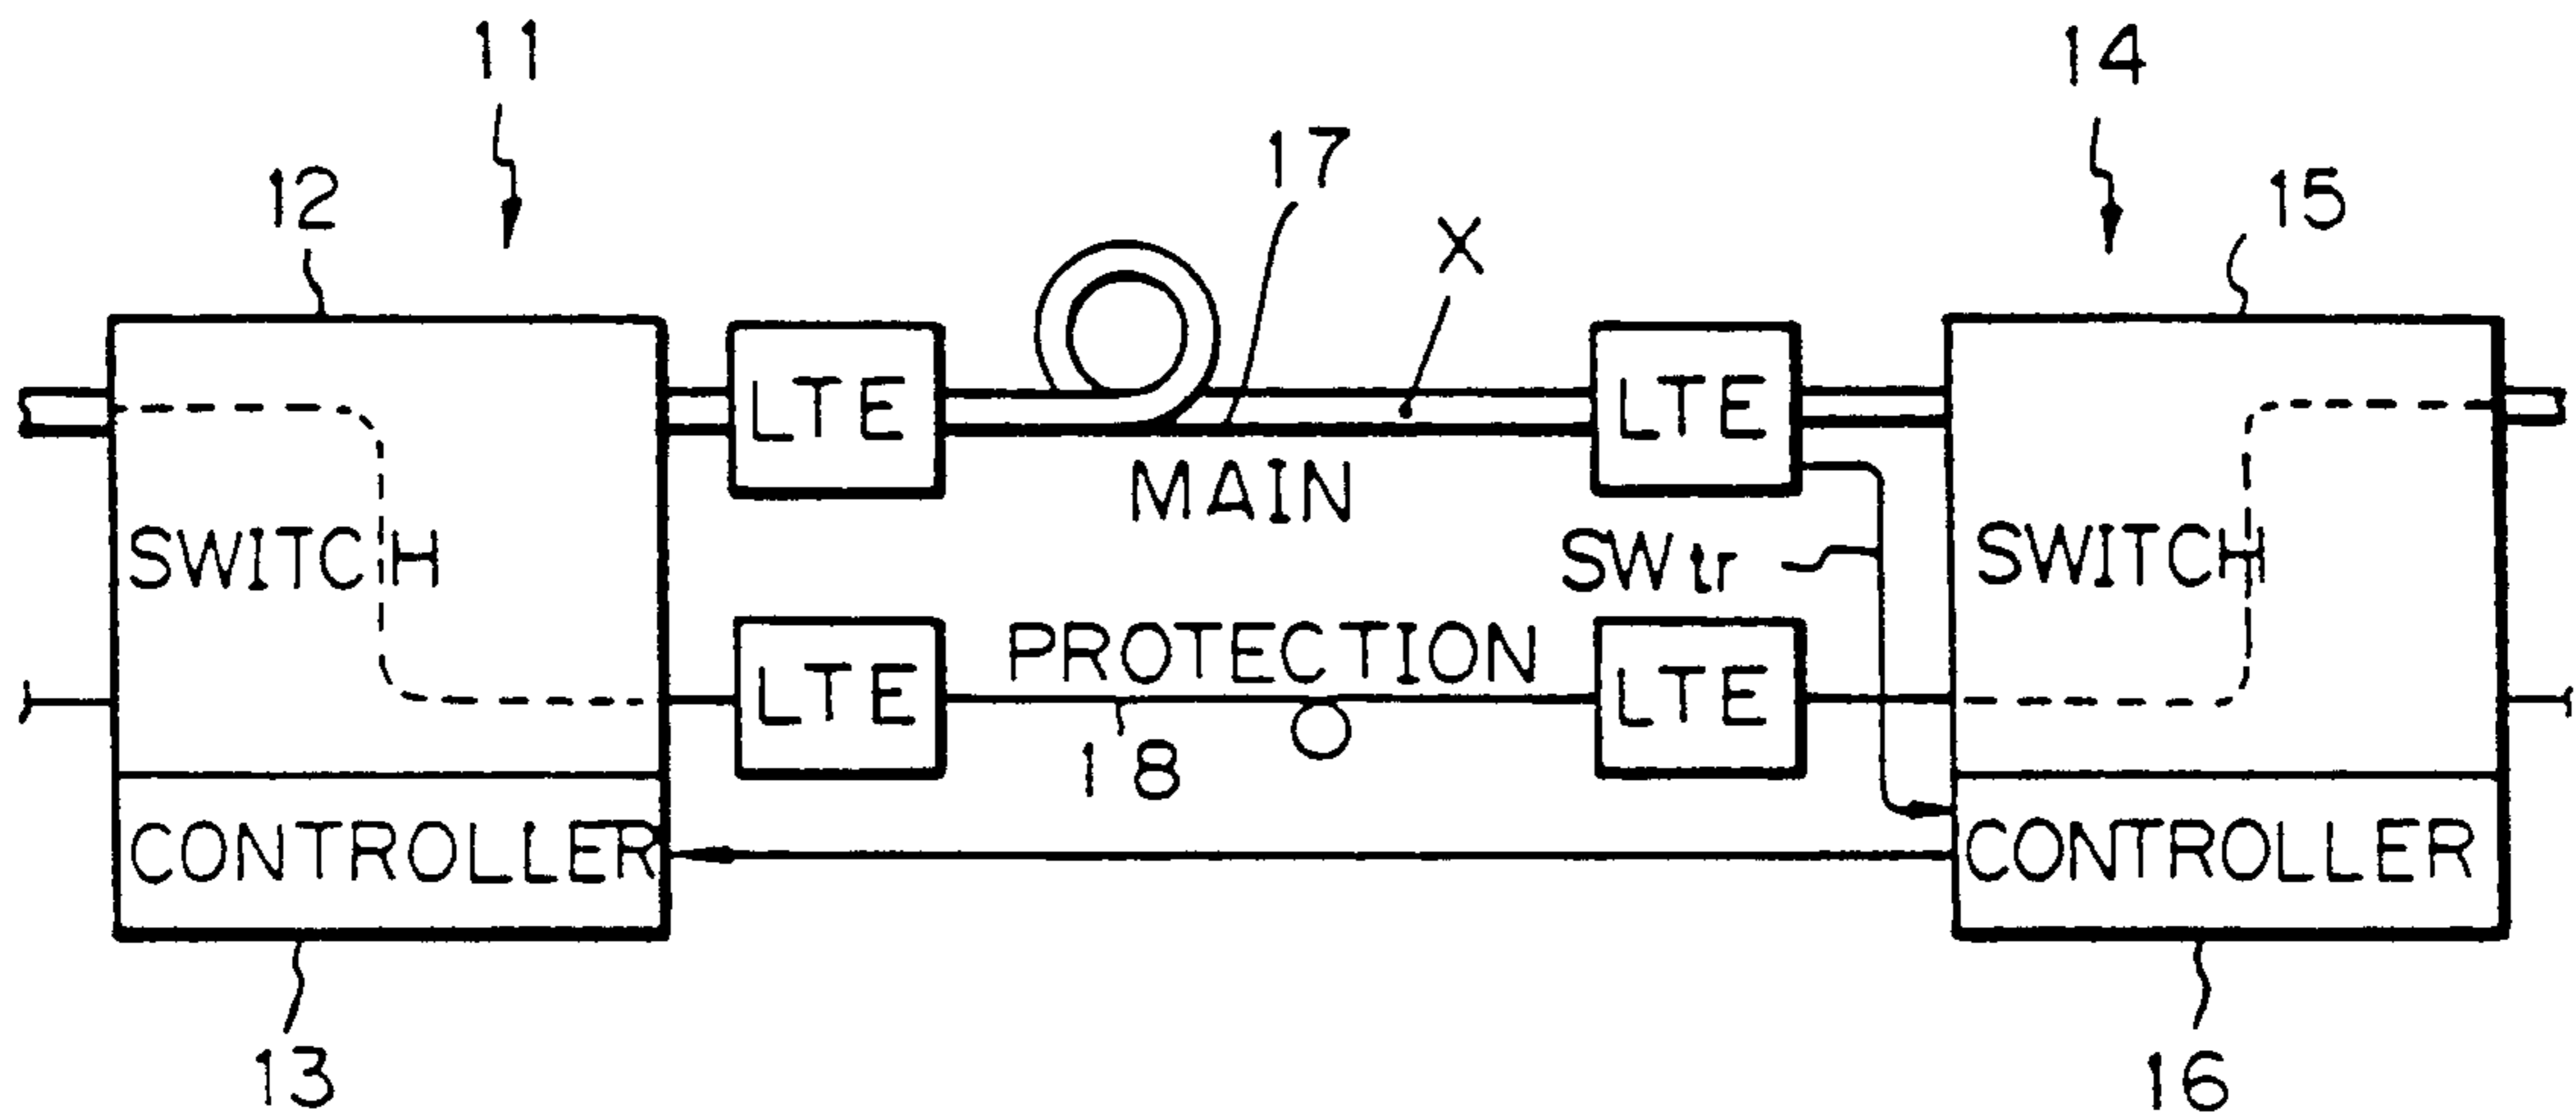 11
14
12
17
15
X
LTE
LTE
MAIN
SWITCH
SWtr
SWITCH
LTE
PROTECTION
LTE
18
CONTROLLER
CONTROLLER
13
16